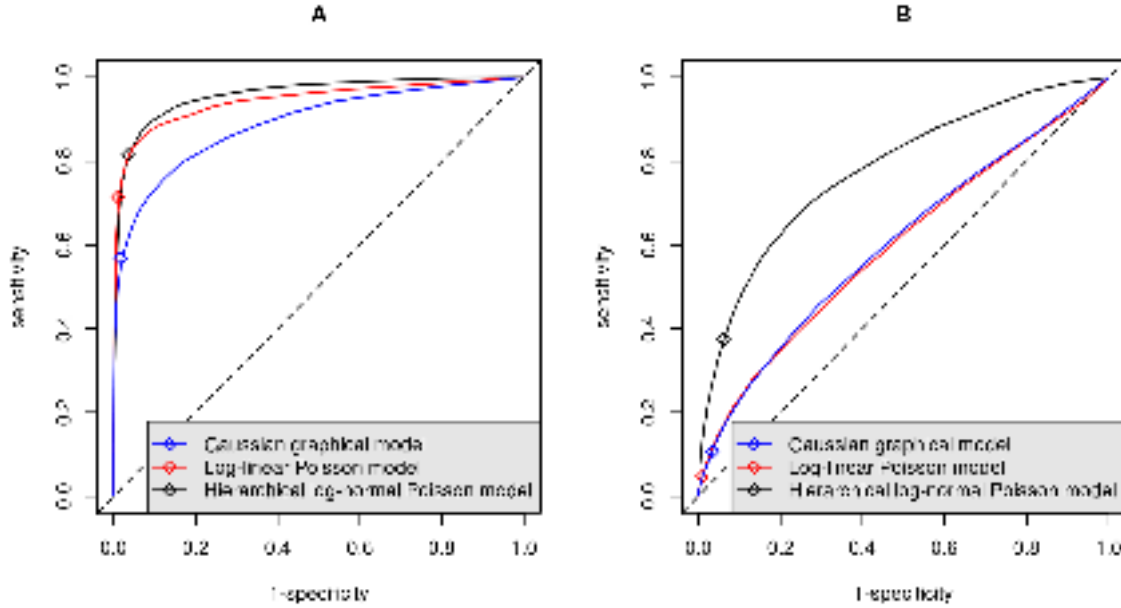 A
sensitivity
0.0
0.2
0.4
0.6
0.8
1.0
Gaussian graphical mode
Log-linear Poisson model
Hierarchical log-normal Poisson model
0.0
0.2
0.4
0.6
0.8
1.0
1-specificity
B
sensitivity
0.0
0.2
0.4
0.6
0.8
1.0
Gaussian graphical model
Log-linear Poisson model
Hierarchical log-normal Poisson model
0.0
0.2
0.4
0.6
0.8
1.0
1-specificity